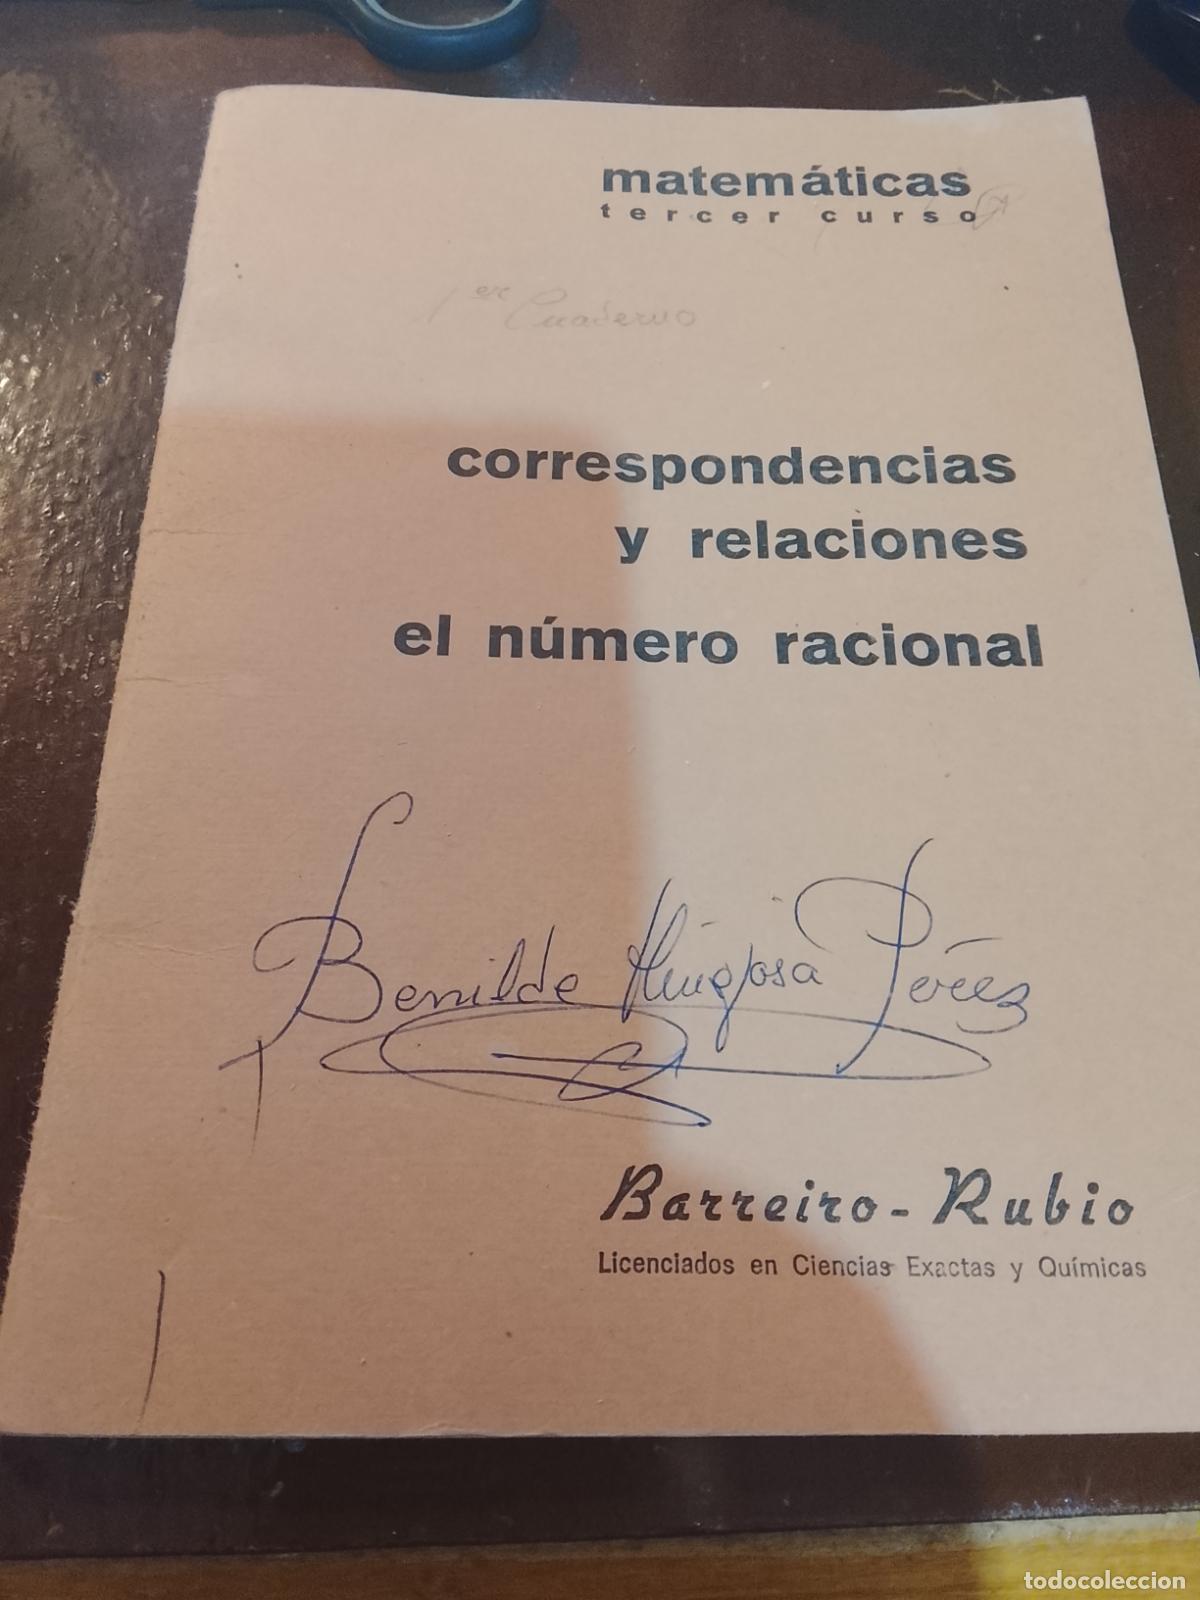 matemáticas
tercer curso
1er Cuaderno
correspondencias
y relaciones
el número racional
Benilde Hinojosa Pérez
Barreiro - Rubio
Licenciados en Ciencias Exactas y Químicas
todocoleccion